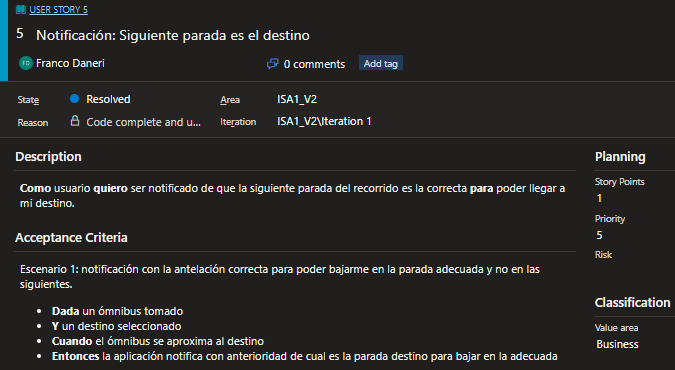 USER STORY 5
5 Notificación: Siguiente parada es el destino
FD Franco Daneri 0 comments Add tag
State Resolved Area ISA1_V2
Reason Code complete and u... Iteration ISA1_V2\Iteration 1
Description
Como usuario quiero ser notificado de que la siguiente parada del recorrido es la correcta para poder llegar a
mi destino.
Acceptance Criteria
Escenario 1: notificación con la antelación correcta para poder bajarme en la parada adecuada y no en las
siguientes.
• Dada un ómnibus tomado
• Y un destino seleccionado
• Cuando el ómnibus se aproxima al destino
• Entonces la aplicación notifica con anterioridad de cual es la parada destino para bajar en la adecuada
Planning
Story Points
1
Priority
5
Risk
Classification
Value area
Business